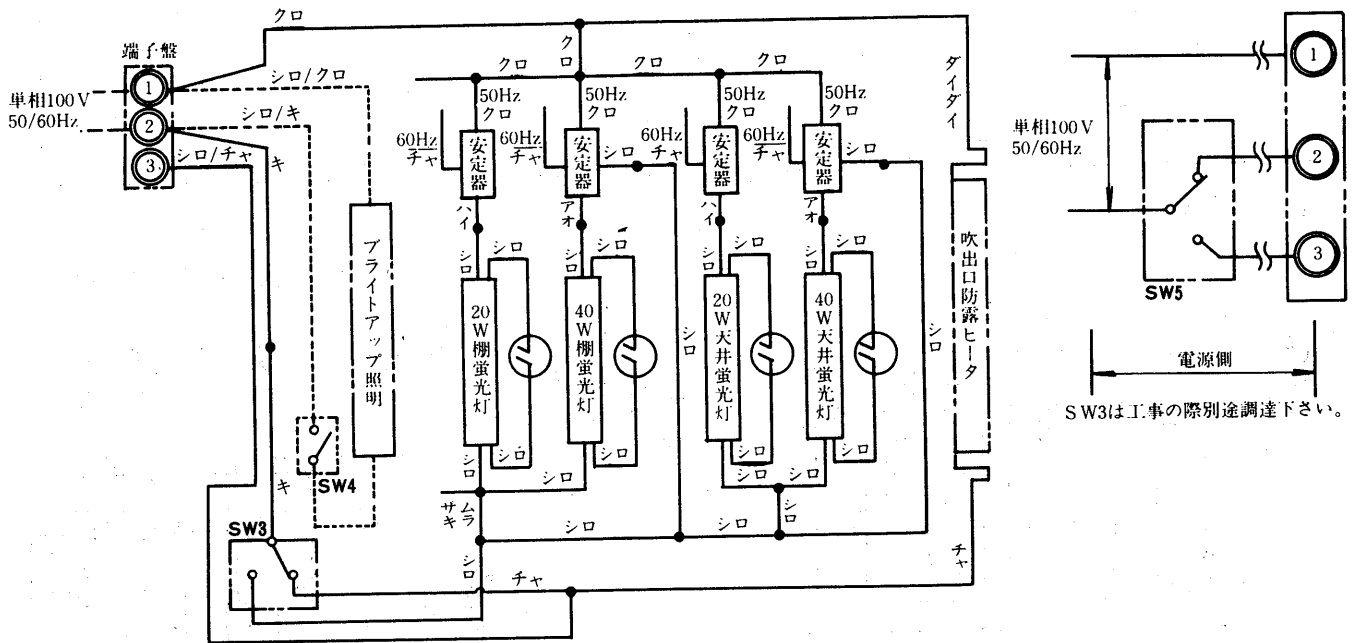 クロ
端子盤
1
シロ/クロ
単相100V
50/60Hz
シロ/キ
2
シロ/チャ
キ
3
クロ
クロ
クロ
クロ
50Hz
クロ
50Hz
クロ
50Hz
クロ
50Hz
クロ
60Hz
チャ
60Hz
チャ
60Hz
チャ
60Hz
チャ
安定器
安定器
安定器
安定器
シロ
シロ
ハイ
アオ
ハイ
アオ
シロ
シロ
シロ
シロ
シロ
シロ
シロ
シロ
20W棚蛍光灯
40W棚蛍光灯
20W天井蛍光灯
40W天井蛍光灯
シロ
シロ
シロ
シロ
シロ
シロ
シロ
シロ
シロ
シロ
ムラサキ
シロ
シロ
シロ
シロ
チャ
チャ
ダイダイ
吹出口防露ヒータ
ブライトアップ照明
SW4
キ
SW3
単相100V
50/60Hz
1
2
3
SW5
電源側
SW3は工事の際別途調達下さい。